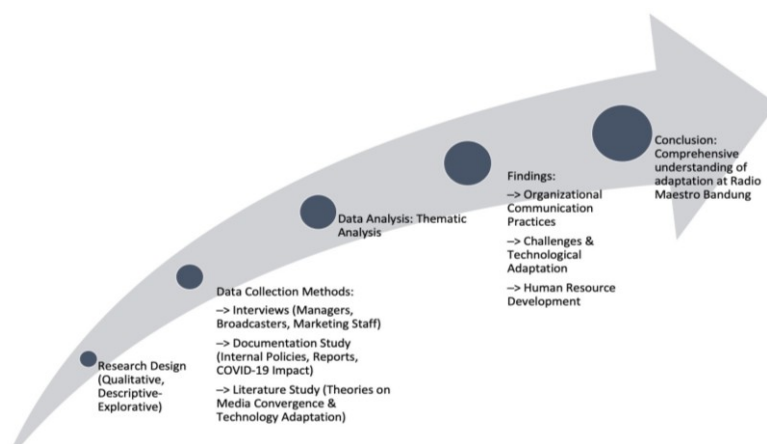 Research Design
(Qualitative,
Descriptive-
Explorative)
Data Collection Methods:
–> Interviews (Managers,
Broadcasters, Marketing Staff)
–> Documentation Study
(Internal Policies, Reports,
COVID-19 Impact)
–> Literature Study (Theories on
Media Convergence &
Technology Adaptation)
Data Analysis: Thematic
Analysis
Findings:
–> Organizational
Communication
Practices
–> Challenges &
Technological
Adaptation
–> Human Resource
Development
Conclusion:
Comprehensive
understanding of
adaptation at Radio
Maestro Bandung